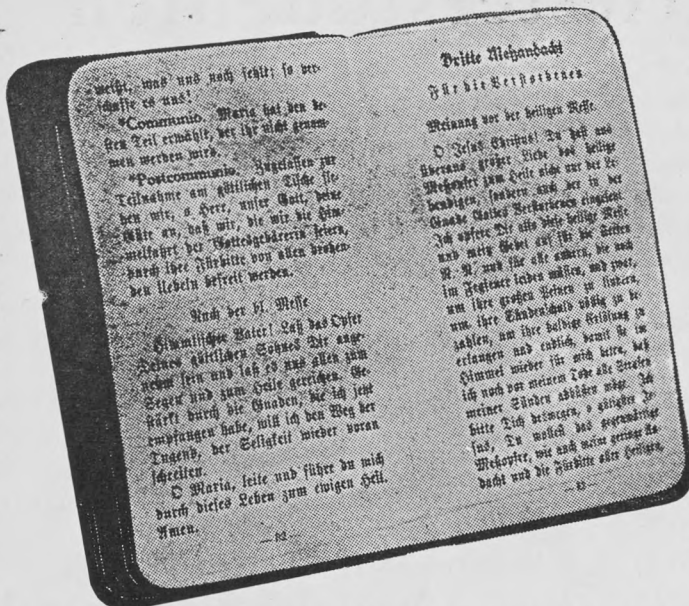 weißt, was uns noch fehlt; so ver-
schaffe es uns!
*Communio. Maria hat den be-
sten Teil erwählt, der ihr nicht genom-
men werden wird.
*Postcommunio. Zugelassen zur
Teilnahme am göttlichen Tische fle-
hen wir, o Herr, unser Gott, deine
Güte an, daß wir, die wir die Him-
melfahrt der Gottesgebärerin feiern,
durch ihre Fürbitte von allen drohen-
den Uebeln befreit werden.
Nach der hl. Messe
Himmlischer Vater! Laß das Opfer
Deines göttlichen Sohnes Dir ange-
nehm sein und laß es uns allen zum
Segen und zum Heile gereichen. Ge-
stärkt durch die Gnaden, die ich jetzt
empfangen habe, will ich den Weg der
Tugend, der Seligkeit wieder voran
schreiten.
O Maria, leite und führe du mich
durch dieses Leben zum ewigen Heil.
Amen.
— 82 —
Dritte Meßandacht
Für die Verstorbenen
Meinung vor der heiligen Messe.
O Jesus Christus! Du hast aus
überaus großer Liebe das heilige
Meßopfer zum Heile nicht nur der Le-
bendigen, sondern auch der in der
Gnade Gottes Verstorbenen eingesetzt.
Ich opfere Dir also diese heilige Messe
und mein Gebet auf für die Seelen
N. N. und für alle andern, die noch
im Fegfeuer leiden müssen, und zwar,
um ihre großen Peinen zu lindern,
um ihre Sündenschuld völlig zu be-
zahlen, um ihre baldige Erlösung zu
erlangen und endlich, damit sie im
Himmel wieder für mich beten, daß
ich noch vor meinem Tode alle Strafen
meiner Sünden abbüßen möge. Ich
bitte Dich deswegen, o gütigster Je-
sus, Du wollest das gegenwärtige
Meßopfer, wie auch meine geringe An-
dacht und die Fürbitte aller Heiligen,
— 83 —